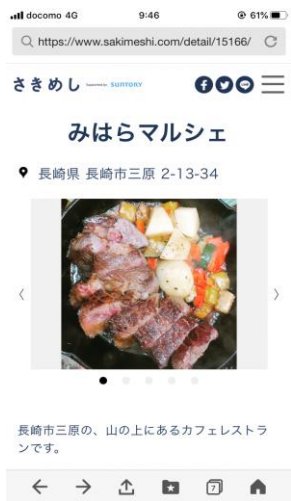 docomo 4G 9:46 61%
https://www.sakimeshi.com/detail/15166/
さきめし Supported by SUNTORY
みはらマルシェ
長崎県 長崎市三原 2-13-34
長崎市三原の、山の上にあるカフェレストラ
ンです。
7